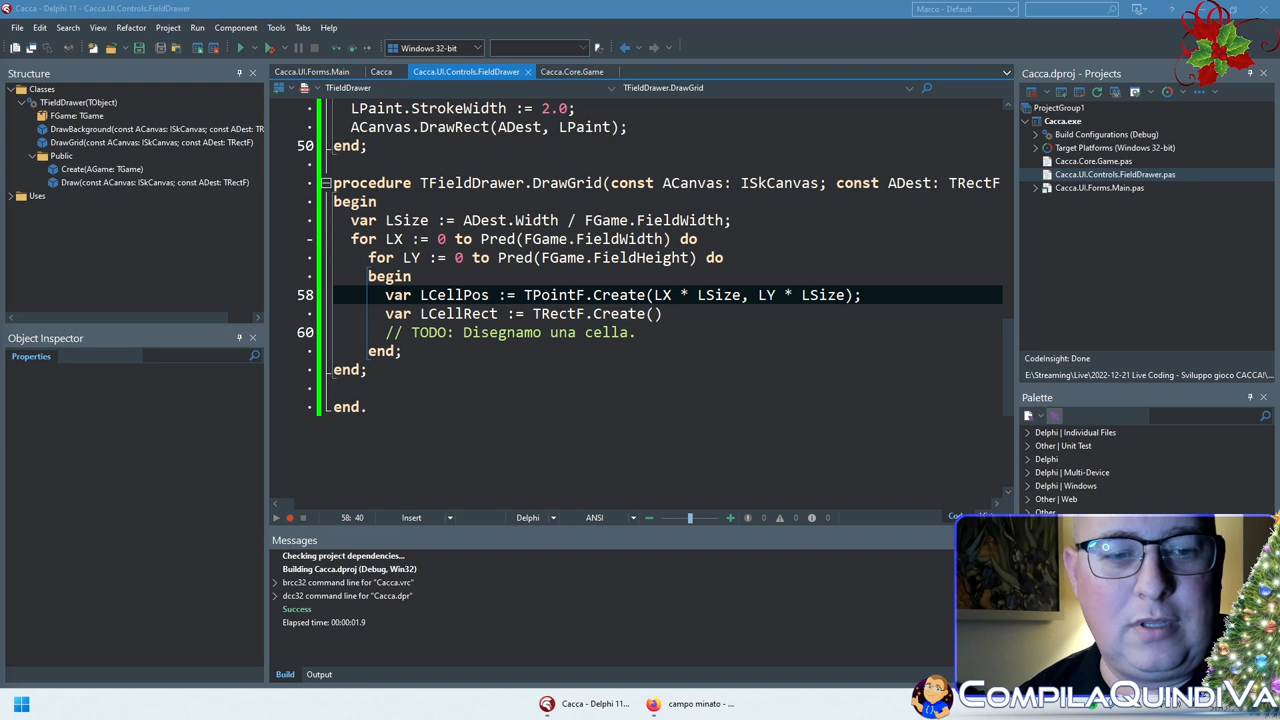 Cacca - Delphi 11 - Cacca.UI.Controls.FieldDrawer
Marco - Default
File Edit Search View Refactor Project Run Component Tools Tabs Help
Windows 32-bit
Structure
Classes
TFieldDrawer(TObject)
FGame: TGame
DrawBackground(const ACanvas: ISkCanvas; const ADest: TR
DrawGrid(const ACanvas: ISkCanvas; const ADest: TRectF)
Public
Create(AGame: TGame)
Draw(const ACanvas: ISkCanvas; const ADest: TRectF)
Uses
Object Inspector
Properties
Cacca.UI.Forms.Main Cacca Cacca.UI.Controls.FieldDrawer Cacca.Core.Game
TFieldDrawer TFieldDrawer.DrawGrid
LPaint.StrokeWidth := 2.0;
ACanvas.DrawRect(ADest, LPaint);
50 end;
procedure TFieldDrawer.DrawGrid(const ACanvas: ISkCanvas; const ADest: TRectF
begin
var LSize := ADest.Width / FGame.FieldWidth;
for LX := 0 to Pred(FGame.FieldWidth) do
for LY := 0 to Pred(FGame.FieldHeight) do
begin
58 var LCellPos := TPointF.Create(LX * LSize, LY * LSize);
var LCellRect := TRectF.Create()
60 // TODO: Disegnamo una cella.
end;
end;
end.
58: 40 Insert Delphi ANSI 0 0 0
Messages
Checking project dependencies...
Building Cacca.dproj (Debug, Win32)
brcc32 command line for "Cacca.vrc"
dcc32 command line for "Cacca.dpr"
Success
Elapsed time: 00:00:01.9
Build Output
Cacca.dproj - Projects
ProjectGroup1
Cacca.exe
Build Configurations (Debug)
Target Platforms (Windows 32-bit)
Cacca.Core.Game.pas
Cacca.UI.Controls.FieldDrawer.pas
Cacca.UI.Forms.Main.pas
CodeInsight: Done
E:\Streaming\Live\2022-12-21 Live Coding - Sviluppo gioco CACCA!\...
Palette
Delphi | Individual Files
Other | Unit Test
Delphi
Delphi | Multi-Device
Delphi | Windows
Other | Web
Other
Cacca - Delphi 11...
campo minato - ...
COMPILAQUINDIVA